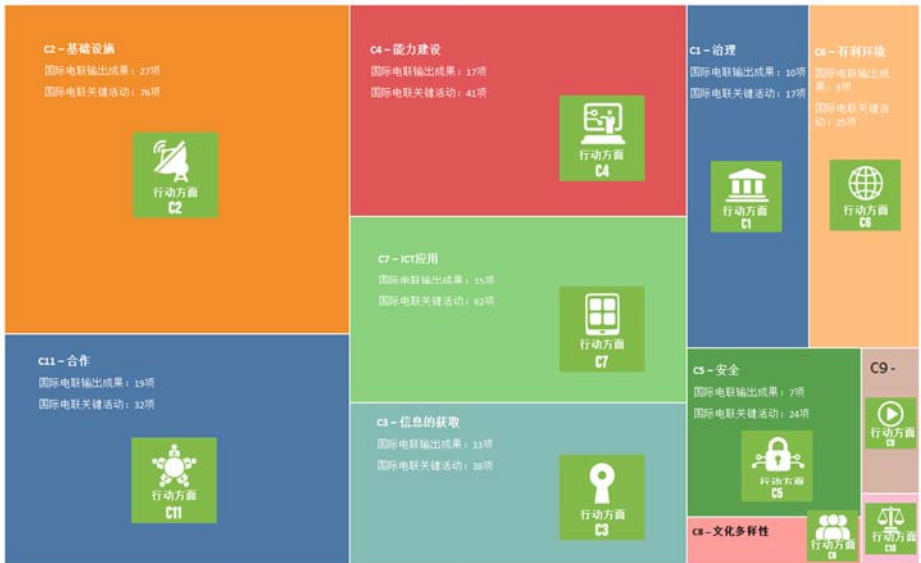 C2 – 基础设施
国际电联输出成果：27项
国际电联关键活动：76项
行动方面
C2
C11 – 合作
国际电联输出成果：19项
国际电联关键活动：32项
行动方面
C11
C4 – 能力建设
国际电联输出成果：17项
国际电联关键活动：41项
行动方面
C4
C7 – ICT应用
国际电联输出成果：15项
国际电联关键活动：62项
行动方面
C7
C3 – 信息的获取
国际电联输出成果：13项
国际电联关键活动：38项
行动方面
C3
C1 – 治理
国际电联输出成果：10项
国际电联关键活动：17项
行动方面
C1
C6 – 有利环境
国际电联输出成
果：9项
国际电联关键活
动：25项
行动方面
C6
C5 – 安全
国际电联输出成果：7项
国际电联关键活动：24项
行动方面
C5
C9 -
行动方面
C9
C8 – 文化多样性
行动方面
C8
行动方面
C10